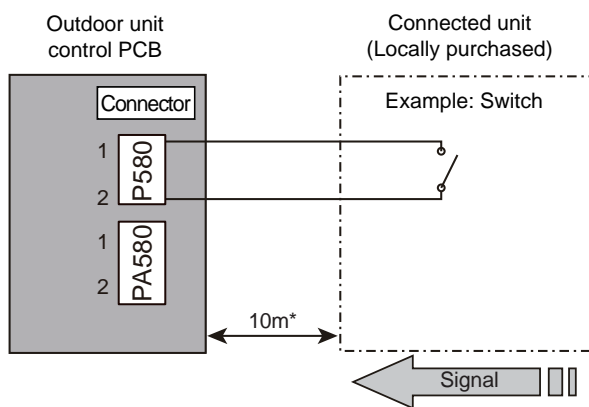 Outdoor unit
control PCB
Connected unit
(Locally purchased)
Connector
Example: Switch
1
P580
2
1
PA580
2
10m*
Signal